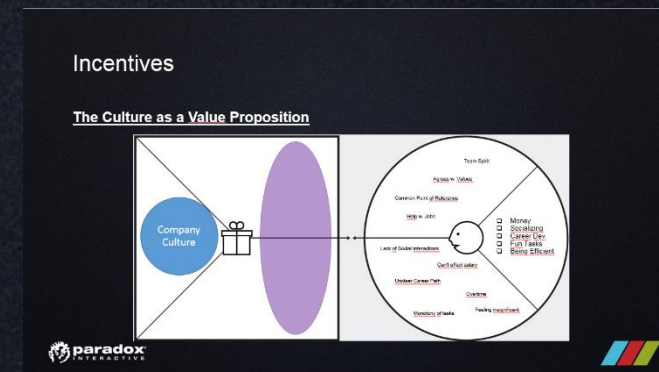 Incentives
The Culture as a Value Proposition
Company
Culture
Team Spirit
Agrees w. Values
Common Point of Reference
Help w. Jobs
Lack of Social Interactions
Can't affect salary
Unclear Career Path
Overtime
Monotony of tasks
Feeling insignificant
Money
Socializing
Career Dev
Fun Tasks
Being Efficient
paradox
INTERACTIVE